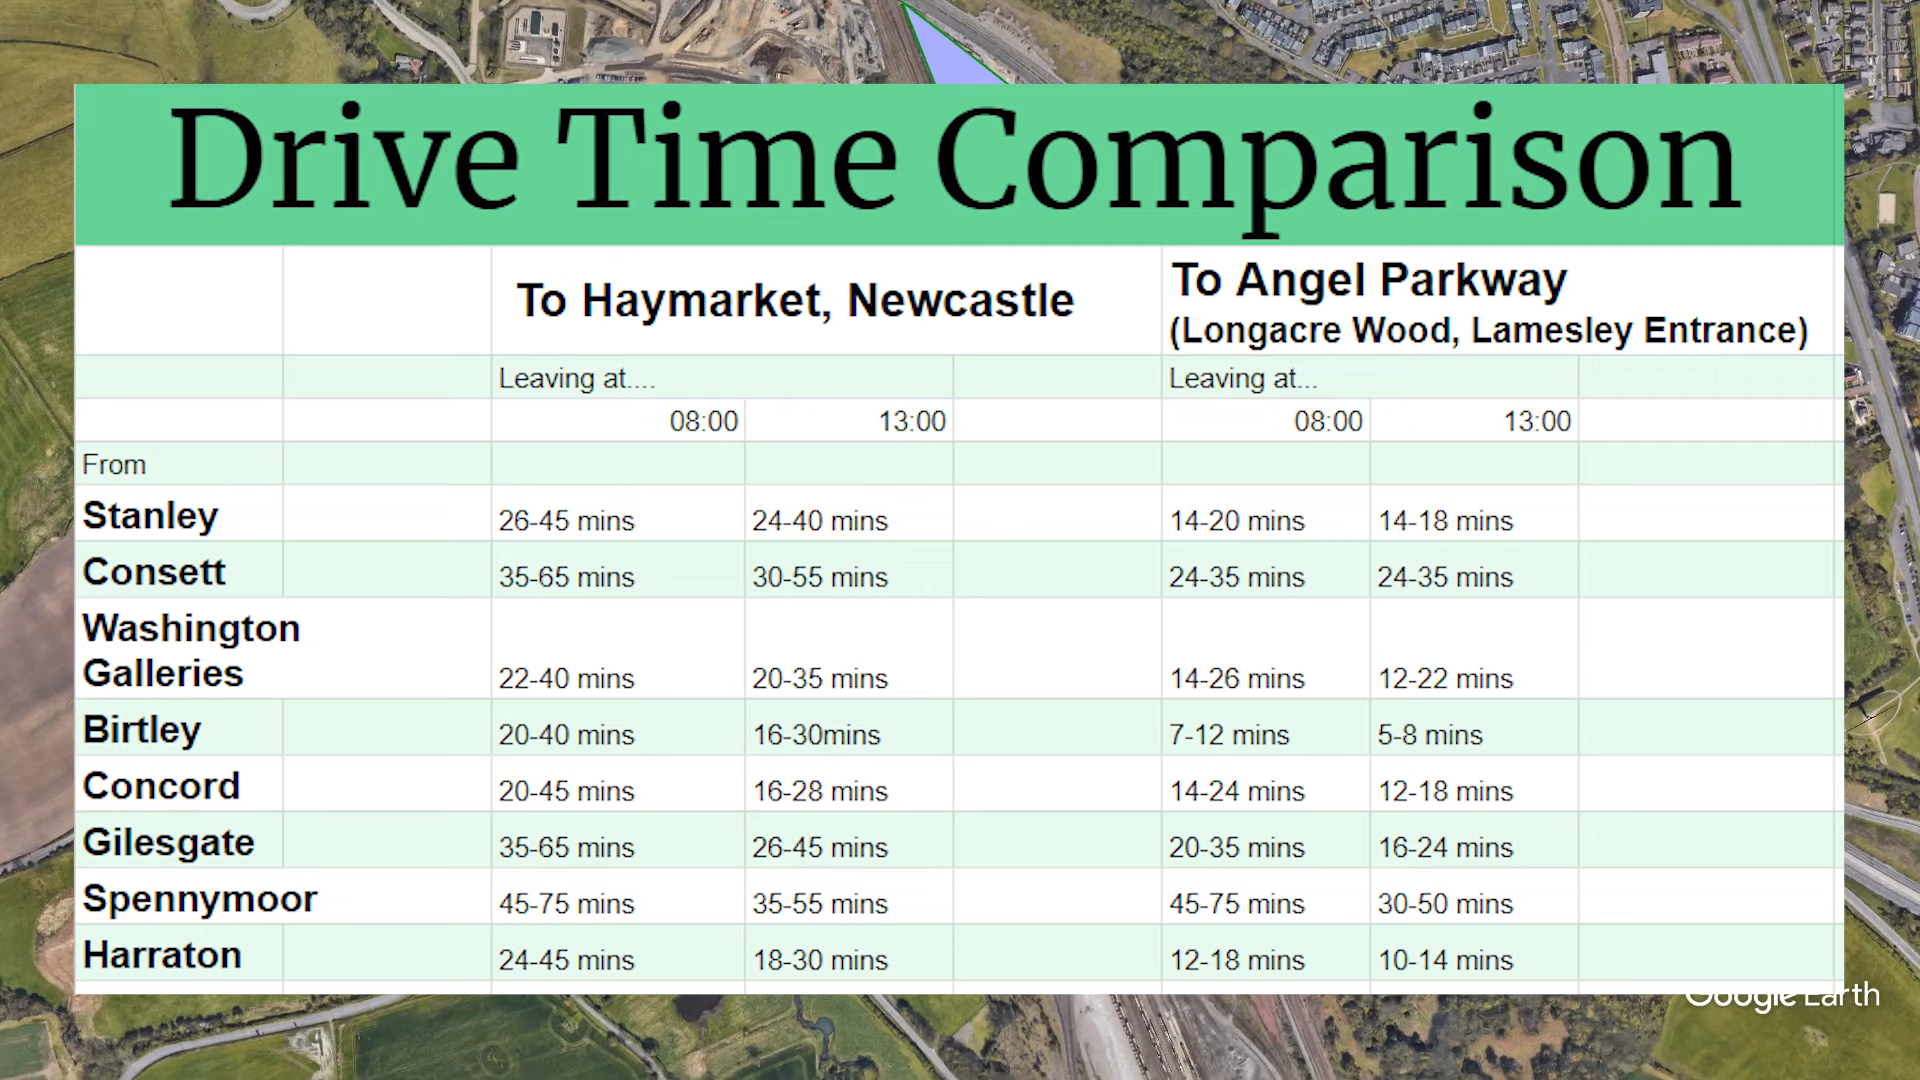 Drive Time Comparison
To Haymarket, Newcastle
To Angel Parkway
(Longacre Wood, Lamesley Entrance)
Leaving at.... Leaving at...
08:00 13:00 08:00 13:00
From
Stanley 26-45 mins 24-40 mins 14-20 mins 14-18 mins
Consett 35-65 mins 30-55 mins 24-35 mins 24-35 mins
Washington
Galleries 22-40 mins 20-35 mins 14-26 mins 12-22 mins
Birtley 20-40 mins 16-30mins 7-12 mins 5-8 mins
Concord 20-45 mins 16-28 mins 14-24 mins 12-18 mins
Gilesgate 35-65 mins 26-45 mins 20-35 mins 16-24 mins
Spennymoor 45-75 mins 35-55 mins 45-75 mins 30-50 mins
Harraton 24-45 mins 18-30 mins 12-18 mins 10-14 mins
Google Earth